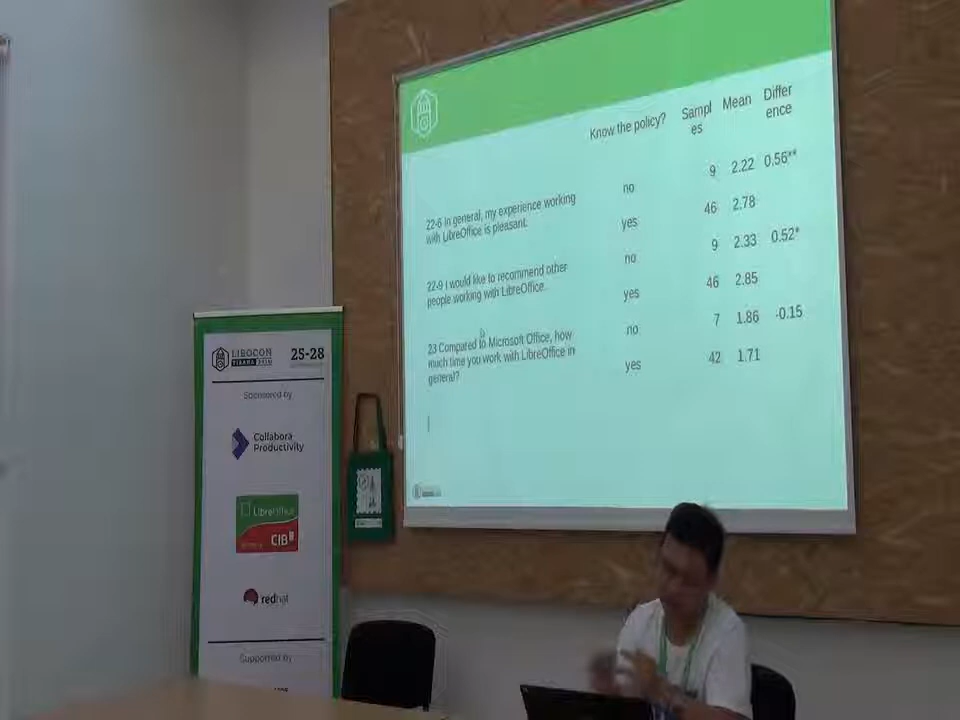 Know the policy? Sampl es Mean Differ ence
no 9 2.22 0.56**
22-6 In general, my experience working
with LibreOffice is pleasant.
yes 46 2.78
no 9 2.33 0.52*
22-9 I would like to recommend other
people working with LibreOffice.
yes 46 2.85
no 7 1.86 -0.15
23 Compared to Microsoft Office, how
much time you work with LibreOffice in
general?
yes 42 1.71
LIBOCON
25-28
Sponsored by
Collabora
Productivity
LibreOffice
CIB
redhat
Supported by